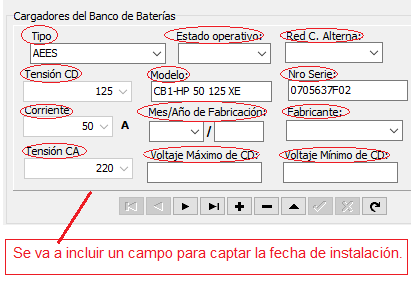 Cargadores del Banco de Baterías
Tipo Estado operativo: Red C. Alterna:
AEES
Tensión CD Modelo: Nro Serie:
125 CB1-HP 50 125 XE 0705637F02
Corriente Mes/Año de Fabricación: Fabricante:
50 A /
Tensión CA Voltaje Máximo de CD: Voltaje Mínimo de CD:
220
Se va a incluir un campo para captar la fecha de instalación.